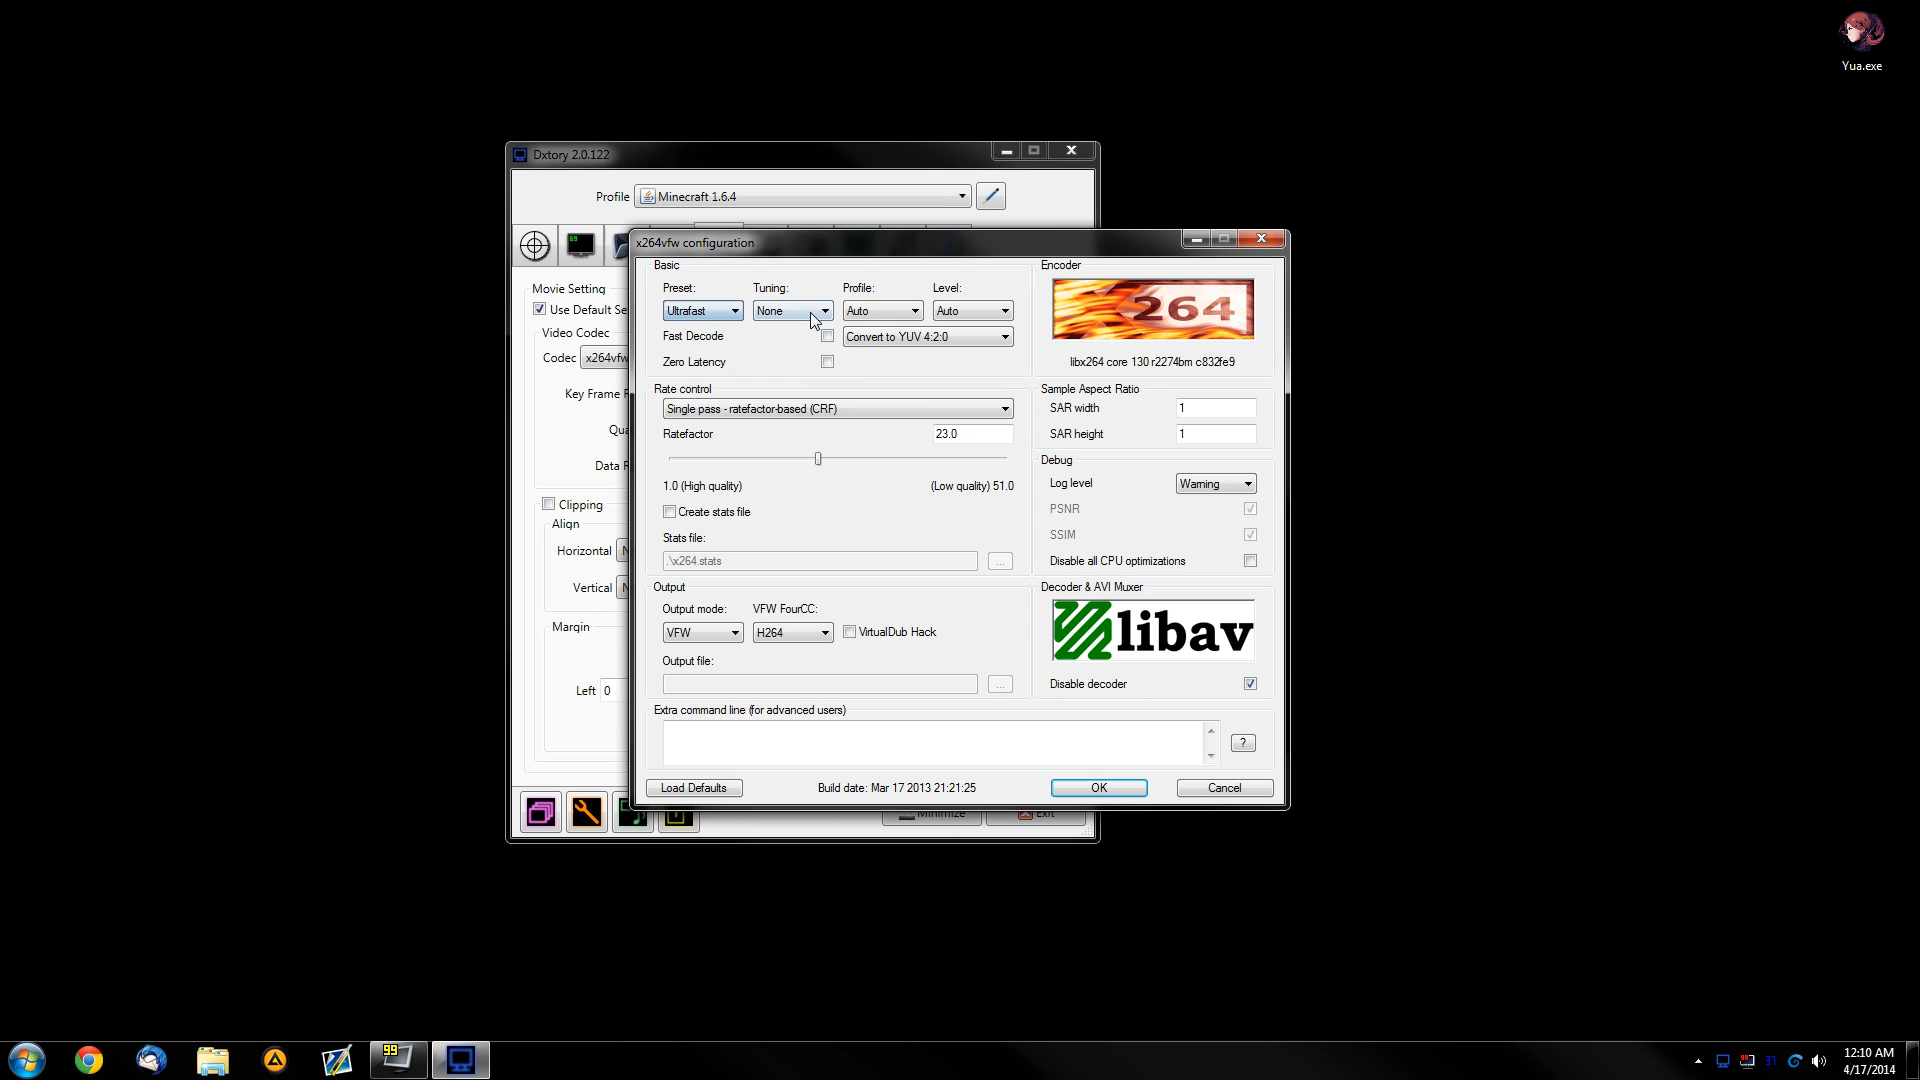 Yua.exe
Dxtory 2.0.122
Profile Minecraft 1.6.4
69
x264vfw configuration
Movie Setting
Use Default Se
Video Codec
Codec x264vfw
Key Frame R
Qua
Data R
Clipping
Align
Horizontal N
Vertical N
Margin
Left 0
Basic
Preset: Tuning: Profile: Level:
Ultrafast None Auto Auto
Fast Decode Convert to YUV 4:2:0
Zero Latency
Rate control
Single pass - ratefactor-based (CRF)
Ratefactor 23.0
1.0 (High quality) (Low quality) 51.0
Create stats file
Stats file:
.\x264.stats ...
Output
Output mode: VFW FourCC:
VFW H264 VirtualDub Hack
Output file:
...
Encoder
264
libx264 core 130 r2274bm c832fe9
Sample Aspect Ratio
SAR width 1
SAR height 1
Debug
Log level Warning
PSNR
SSIM
Disable all CPU optimizations
Decoder & AVI Muxer
libav
Disable decoder
Extra command line (for advanced users)
?
Load Defaults Build date: Mar 17 2013 21:21:25 OK Cancel
Minimize Exit
99
12:10 AM
4/17/2014